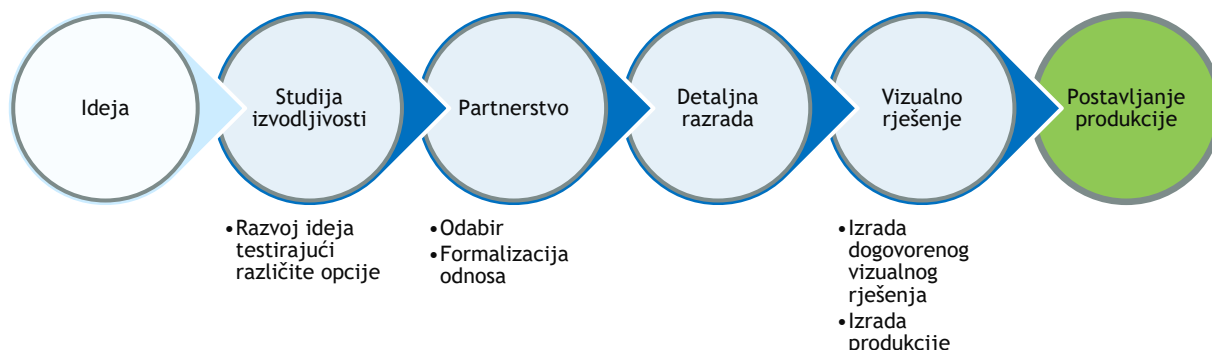 Ideja
Studija
izvodljivosti
Partnerstvo
Detaljna
razrada
Vizualno
rješenje
Postavljanje
produkcije
•Razvoj ideja
testirajući
različite opcije
•Odabir
•Formalizacija
odnosa
•Izrada
dogovorenog
vizualnog
rješenja
•Izrada
produkcije